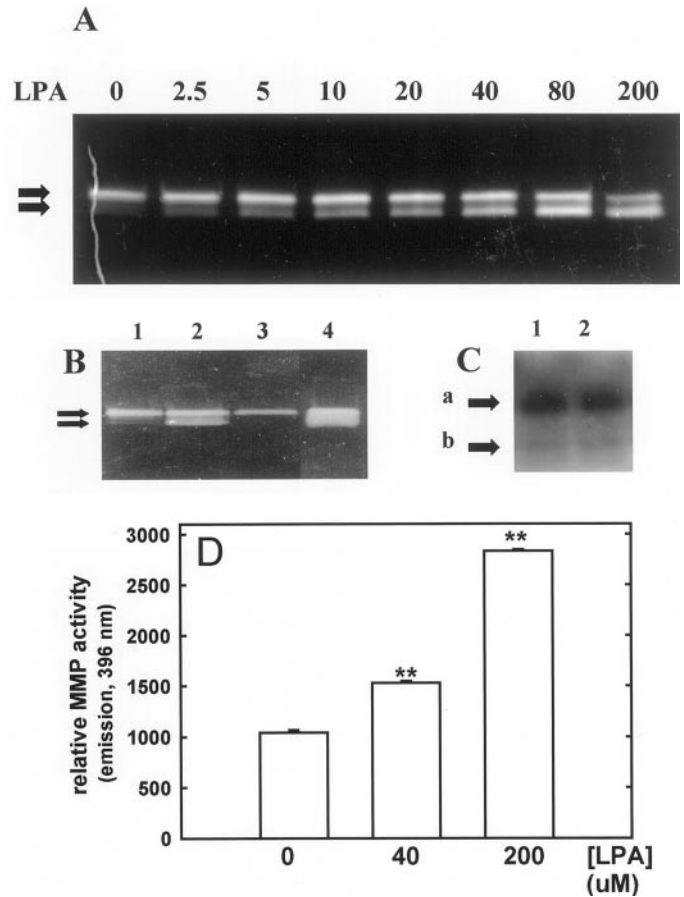 A
LPA 0 2.5 5 10 20 40 80 200
B 1 2 3 4
C 1 2
a
b
D
relative MMP activity
(emission, 396 nm)
3000
2500
2000
1500
1000
500
0
**
**
0 40 200 [LPA]
(uM)